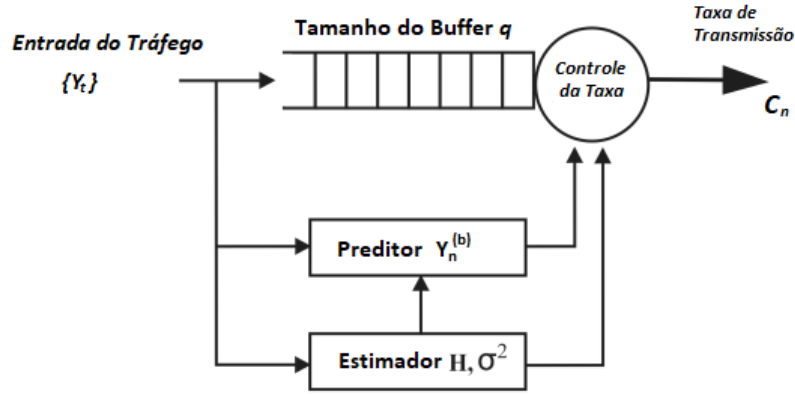 Entrada do Tráfego
{Yₜ}
Tamanho do Buffer q
Controle
da Taxa
Taxa de
Transmissão
Cₙ
Preditor Yₙ⁽ᵇ⁾
Estimador H, σ²